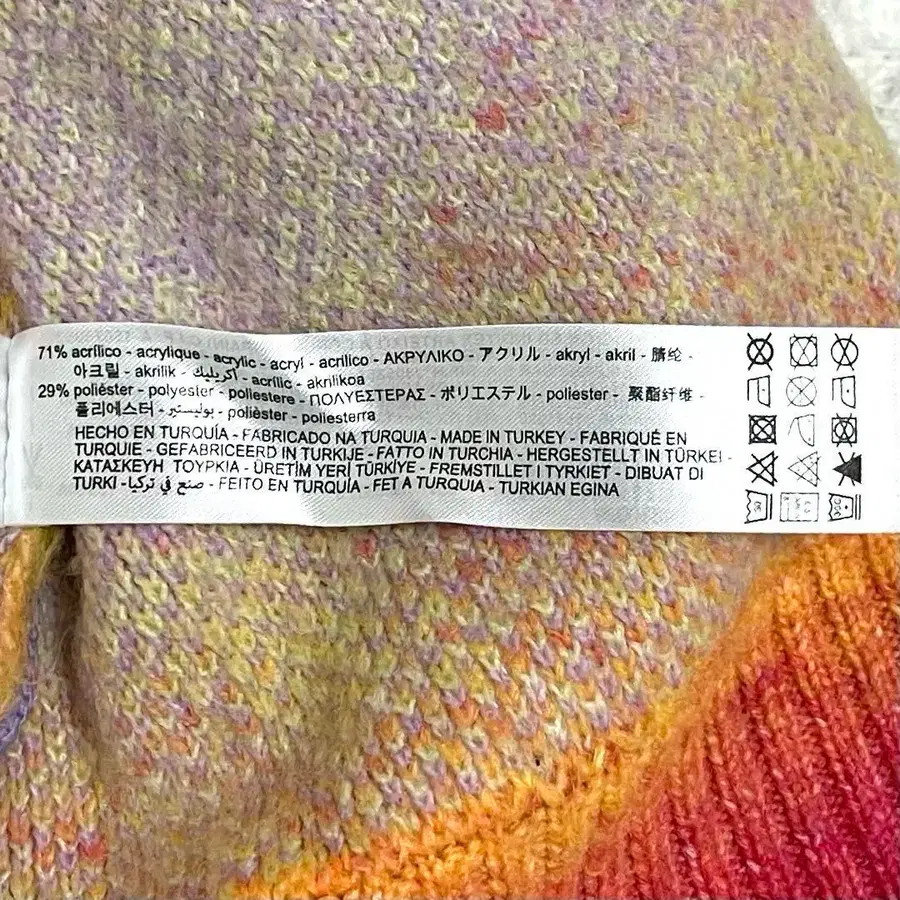 71% acrílico - acrylique - acrylic - acryl - acrilico - ΑΚΡΥΛΙΚΟ - アクリル - akryl - akril - 腈纶 -
아크릴 - akrilik - أكريليك - acrílic - akrilikoa
29% poliéster - polyester - poliestere - ΠΟΛΥΕΣΤΕΡΑΣ - ポリエステル - poliester - 聚酯纤维 -
폴리에스터 - بوليستير - polièster - poliesterra
HECHO EN TURQUÍA - FABRICADO NA TURQUIA - MADE IN TURKEY - FABRIQUÉ EN
TURQUIE - GEFABRICEERD IN TURKIJE - FATTO IN TURCHIA - HERGESTELLT IN TÜRKEI -
ΚΑΤΑΣΚΕΥΗ ΤΟΥΡΚΙΑ - ÜRETİM YERİ TÜRKİYE - FREMSTILLET I TYRKIET - DIBUAT DI
TURKI - صنع في تركيا - FEITO EN TURQUÍA - FET A TURQUIA - TURKIAN EGINA